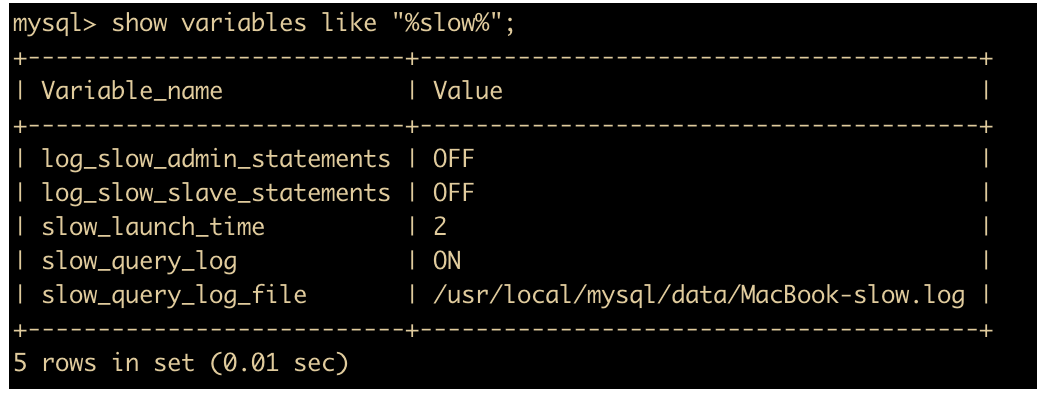 mysql> show variables like "%slow%";
+---------------------------+----------------------------------------+
| Variable_name             | Value                                  |
+---------------------------+----------------------------------------+
| log_slow_admin_statements | OFF                                    |
| log_slow_slave_statements | OFF                                    |
| slow_launch_time          | 2                                      |
| slow_query_log            | ON                                     |
| slow_query_log_file       | /usr/local/mysql/data/MacBook-slow.log |
+---------------------------+----------------------------------------+
5 rows in set (0.01 sec)